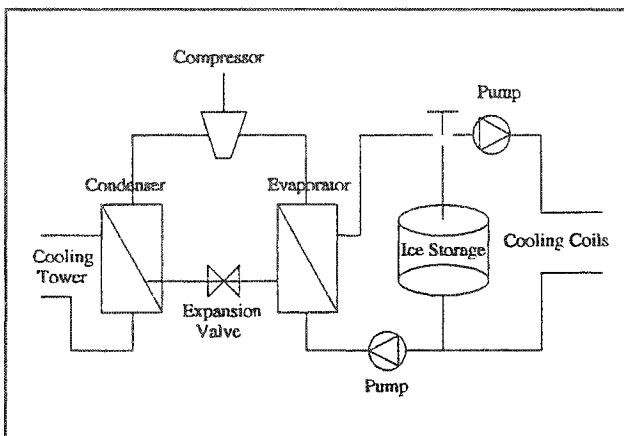 Compressor
Pump
Condenser
Evaporator
Cooling
Tower
Ice Storage
Cooling Coils
Expansion
Valve
Pump